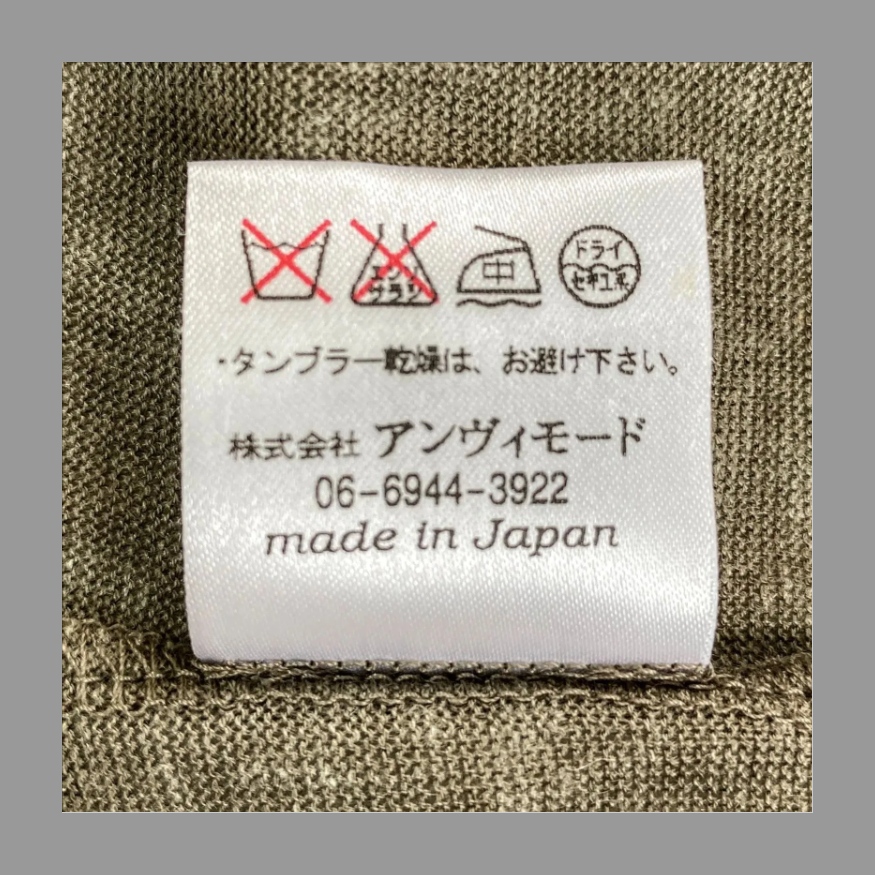 エンソ
サラシ
中
ドライ
セキユ系
・タンブラー乾燥は、お避け下さい。
株式会社 アンヴィモード
06-6944-3922
made in Japan